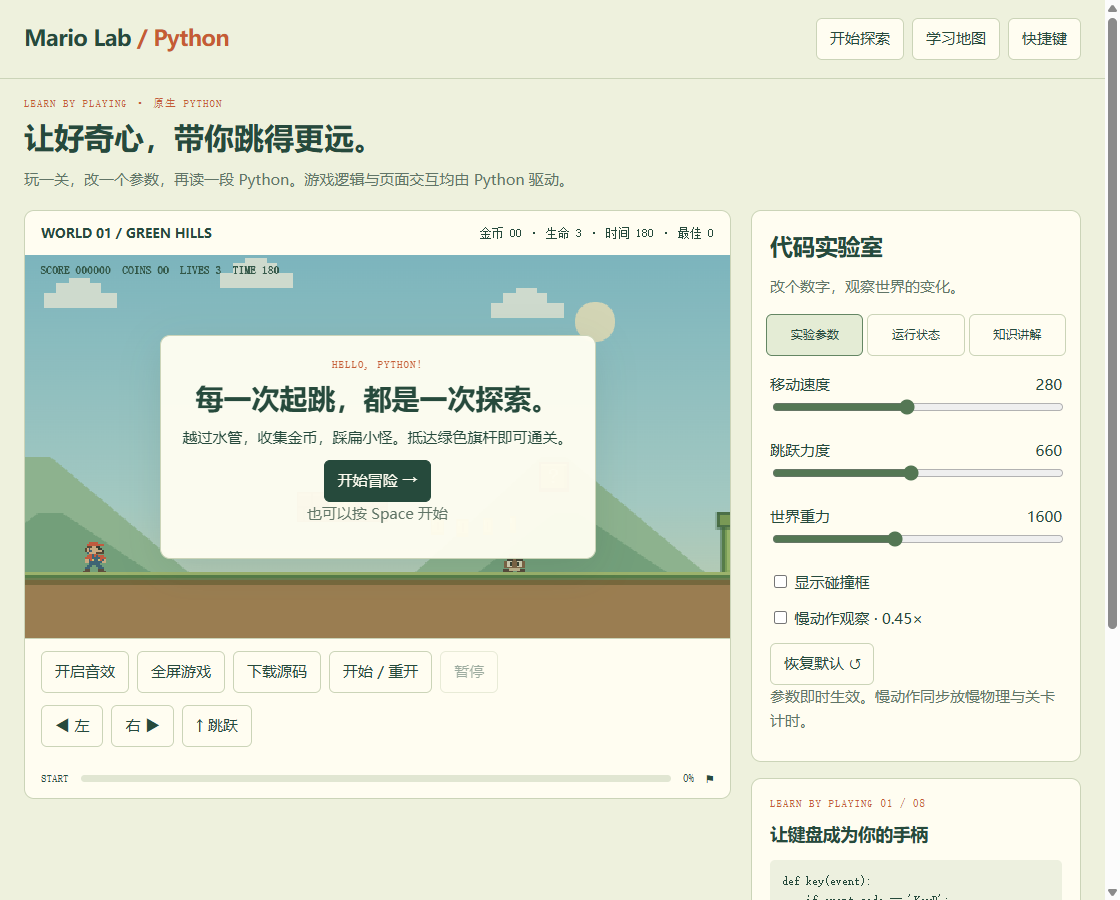 Mario Lab / Python
开始探索
学习地图
快捷键
LEARN BY PLAYING · 原生 PYTHON
让好奇心，带你跳得更远。
玩一关，改一个参数，再读一段 Python。游戏逻辑与页面交互均由 Python 驱动。
WORLD 01 / GREEN HILLS
金币 00 · 生命 3 · 时间 180 · 最佳 0
SCORE 000000 COINS 00 LIVES 3 TIME 180
HELLO, PYTHON!
每一次起跳，都是一次探索。
越过水管，收集金币，踩扁小怪。抵达绿色旗杆即可通关。
开始冒险 →
也可以按 Space 开始
开启音效
全屏游戏
下载源码
开始 / 重开
暂停
◀ 左
右 ▶
↑ 跳跃
START
0% ⚑
代码实验室
改个数字，观察世界的变化。
实验参数
运行状态
知识讲解
移动速度 280
跳跃力度 660
世界重力 1600
显示碰撞框
慢动作观察 · 0.45×
恢复默认 ↺
参数即时生效。慢动作同步放慢物理与关卡
计时。
LEARN BY PLAYING 01 / 08
让键盘成为你的手柄
def key(event):